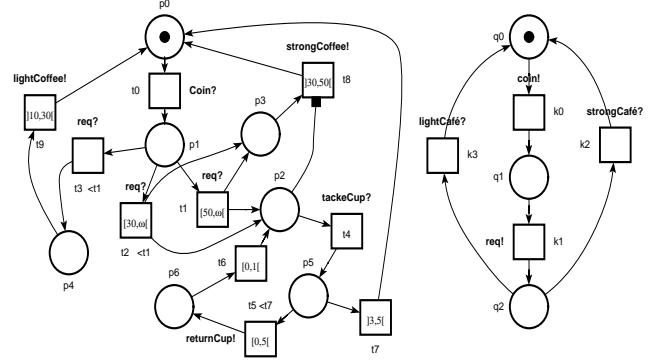 p0
q0
strongCoffee!
lightCoffee!
t0
Coin?
]30,50[
t8
coin!
]10,30[
p3
k0
lightCafé?
strongCafé?
req?
t9
p1
k3
k2
req?
p2
q1
t3 <t1
req?
tackeCup?
t1
[50,ω[
[30,ω[
t4
req!
k1
t2 <t1
t6
[0,1[
p4
p6
p5
q2
t5 <t7
]3,5[
returnCup!
[0,5[
t7